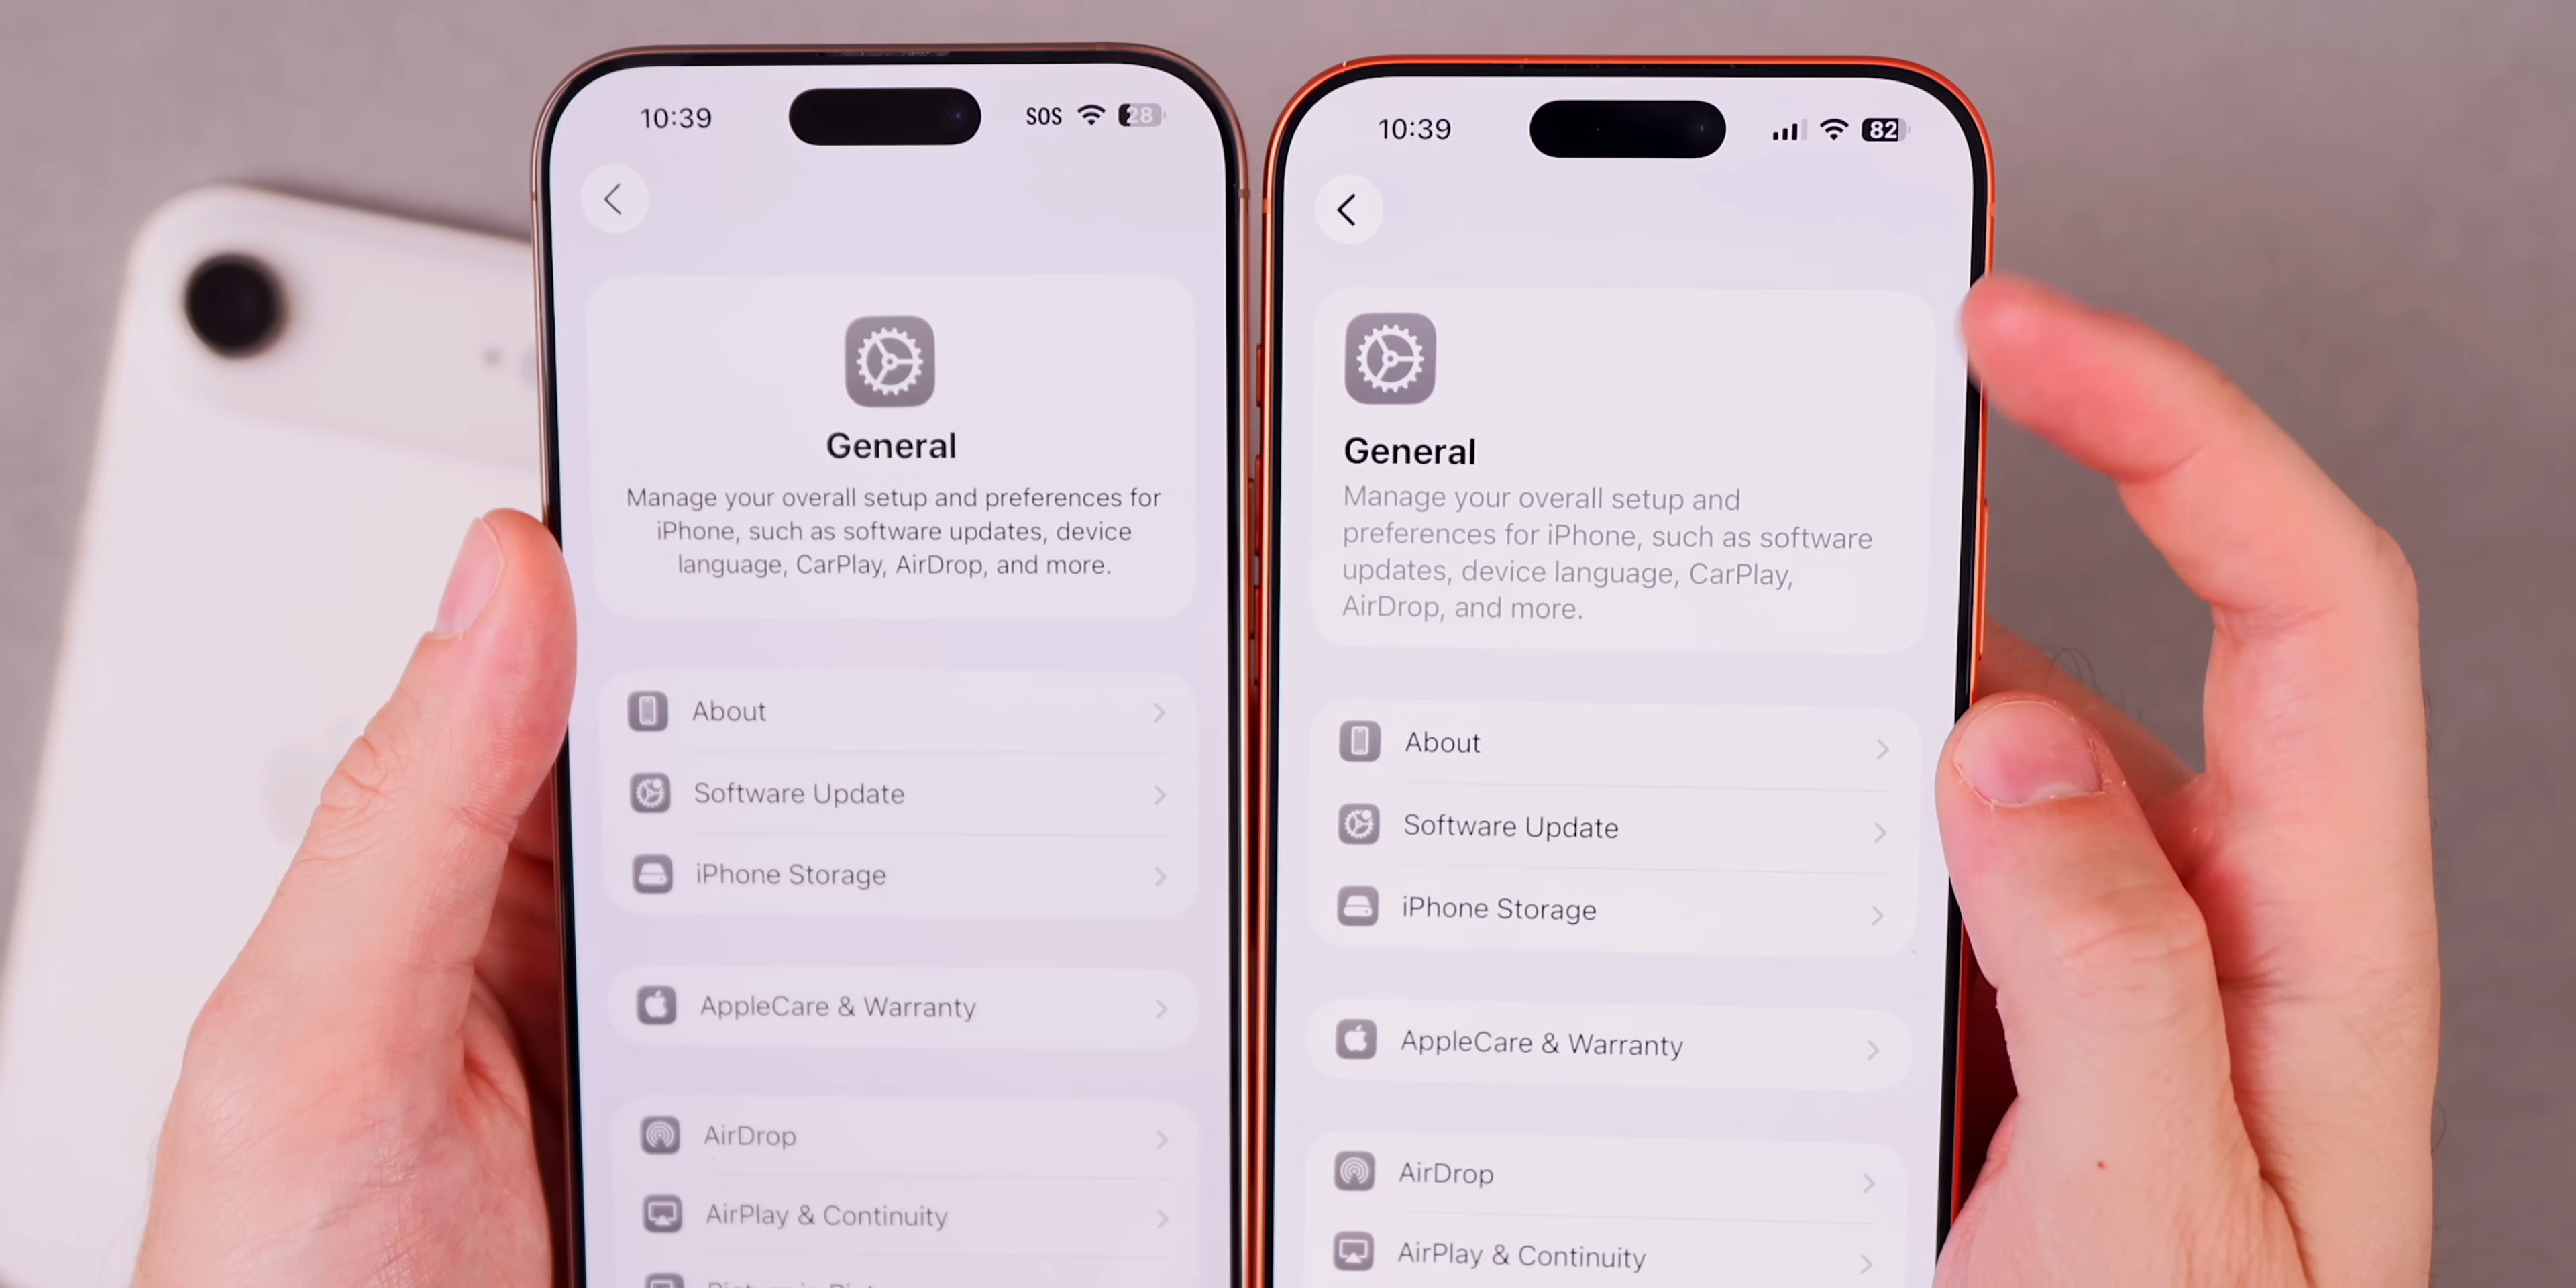 10:39
SOS
28
General
Manage your overall setup and preferences for
iPhone, such as software updates, device
language, CarPlay, AirDrop, and more.
About
Software Update
iPhone Storage
AppleCare & Warranty
AirDrop
AirPlay & Continuity
10:39
82
General
Manage your overall setup and
preferences for iPhone, such as software
updates, device language, CarPlay,
AirDrop, and more.
About
Software Update
iPhone Storage
AppleCare & Warranty
AirDrop
AirPlay & Continuity